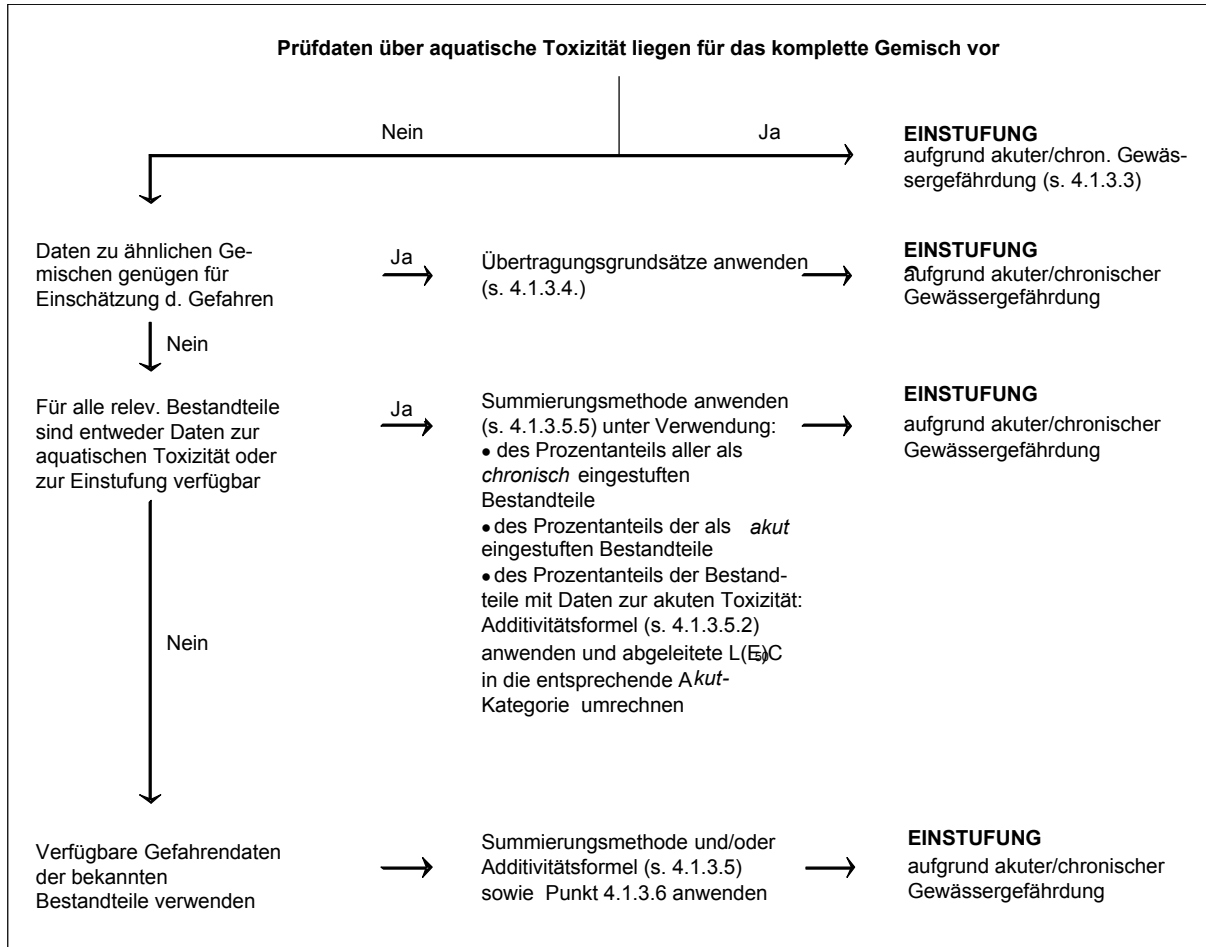 Prüfdaten über aquatische Toxizität liegen für das komplette Gemisch vor
Nein
Ja
EINSTUFUNG
aufgrund akuter/chron. Gewäs-
sergefährdung (s. 4.1.3.3)
Daten zu ähnlichen Ge-
mischen genügen für
Einschätzung d. Gefahren
Ja
Übertragungsgrundsätze anwenden
(s. 4.1.3.4.)
EINSTUFUNG
aufgrund akuter/chronischer
Gewässergefährdung
Nein
Für alle relev. Bestandteile
sind entweder Daten zur
aquatischen Toxizität oder
zur Einstufung verfügbar
Ja
Summierungsmethode anwenden
(s. 4.1.3.5.5) unter Verwendung:
• des Prozentanteils aller als
chronisch eingestuften
Bestandteile
• des Prozentanteils der als akut
eingestuften Bestandteile
• des Prozentanteils der Bestand-
teile mit Daten zur akuten Toxizität:
Additivitätsformel (s. 4.1.3.5.2)
anwenden und abgeleitete L(E)C50
in die entsprechende Akut-
Kategorie umrechnen
EINSTUFUNG
aufgrund akuter/chronischer
Gewässergefährdung
Nein
Verfügbare Gefahrendaten
der bekannten
Bestandteile verwenden
Summierungsmethode und/oder
Additivitätsformel (s. 4.1.3.5)
sowie Punkt 4.1.3.6 anwenden
EINSTUFUNG
aufgrund akuter/chronischer
Gewässergefährdung